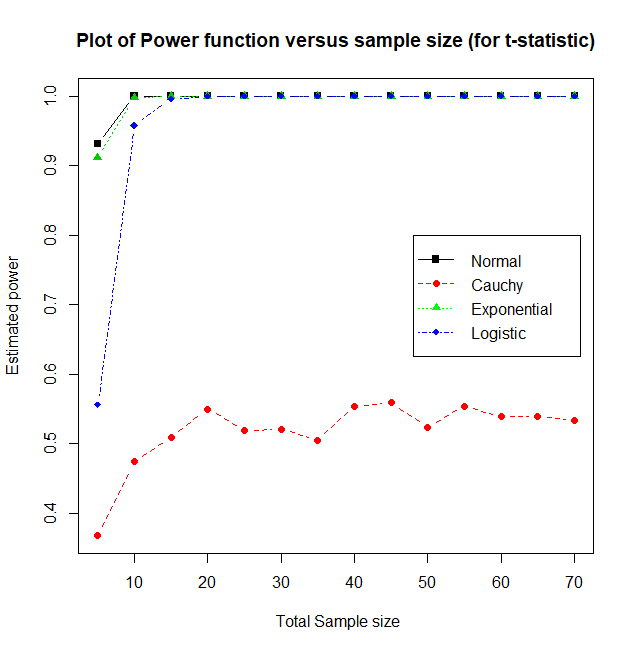 Plot of Power function versus sample size (for t-statistic)
Estimated power
1.0
0.9
0.8
0.7
0.6
0.5
0.4
Normal
Cauchy
Exponential
Logistic
10 20 30 40 50 60 70
Total Sample size